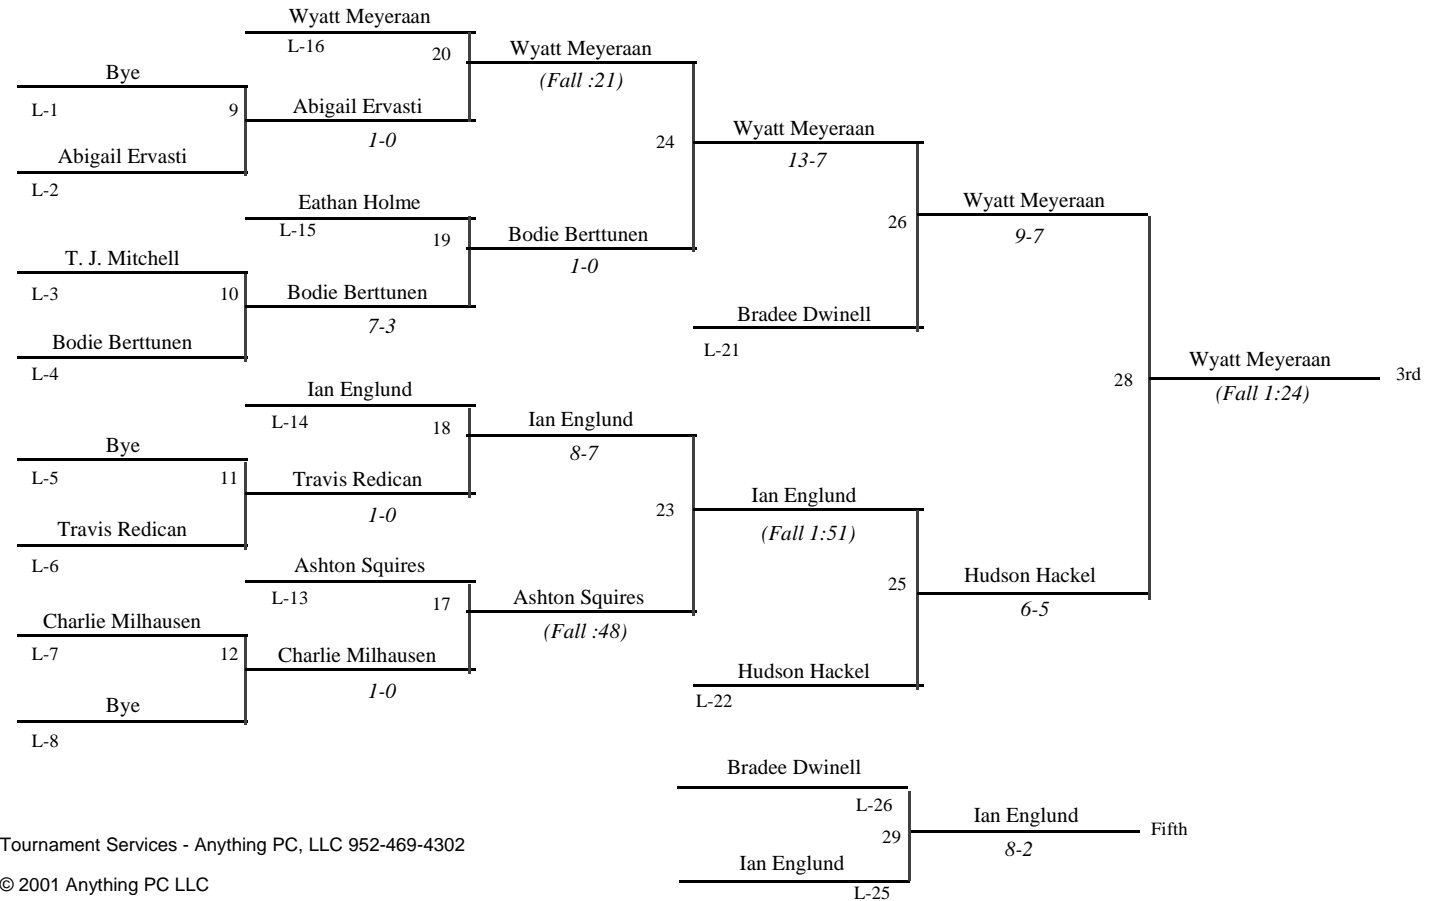 Wyatt Meyeraan
L-16
20
Wyatt Meyeraan
(Fall :21)
Bye
L-1
9
Abigail Ervasti
1-0
Abigail Ervasti
L-2
24
Wyatt Meyeraan
13-7
Eathan Holme
L-15
19
Bodie Berttunen
1-0
26
Wyatt Meyeraan
9-7
T. J. Mitchell
L-3
10
Bodie Berttunen
7-3
Bodie Berttunen
L-4
Bradee Dwinell
L-21
28
Wyatt Meyeraan
(Fall 1:24)
3rd
Ian Englund
L-14
18
Ian Englund
8-7
Bye
L-5
11
Travis Redican
1-0
Travis Redican
L-6
23
Ian Englund
(Fall 1:51)
Ashton Squires
L-13
17
Ashton Squires
(Fall :48)
25
Hudson Hackel
6-5
Charlie Milhausen
L-7
12
Charlie Milhausen
1-0
Bye
L-8
Hudson Hackel
L-22
Bradee Dwinell
L-26
29
Ian Englund
8-2
Fifth
Ian Englund
L-25
Tournament Services - Anything PC, LLC 952-469-4302
© 2001 Anything PC LLC